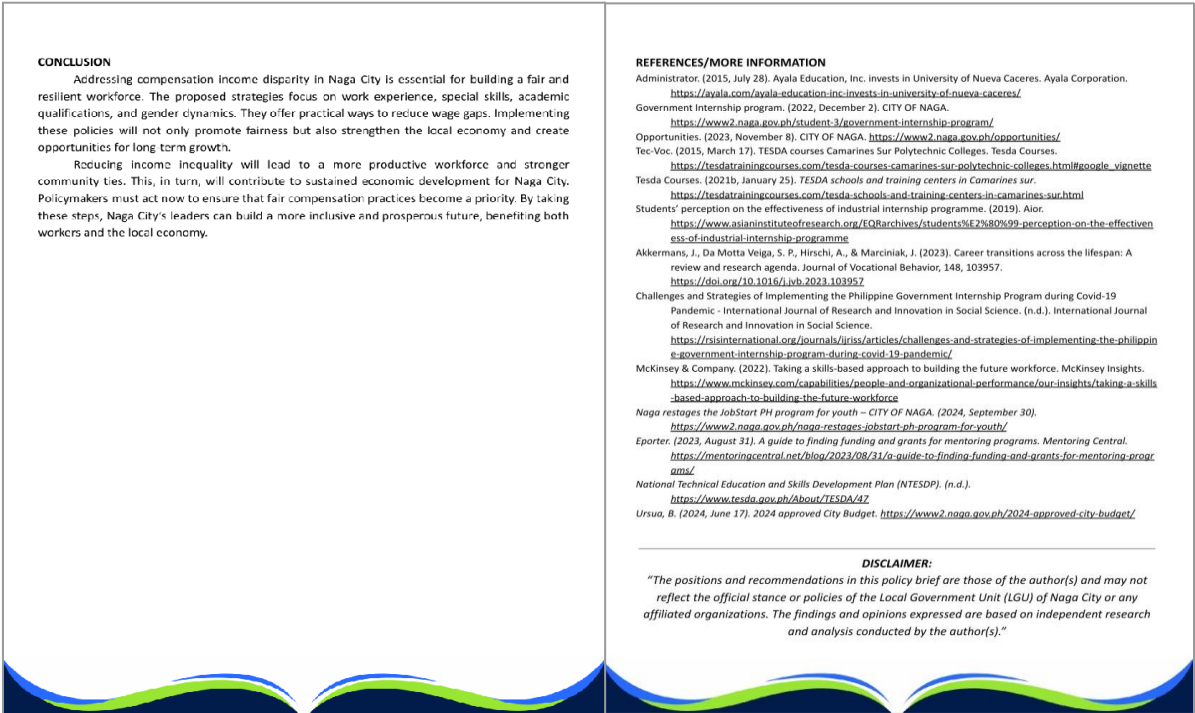 CONCLUSION
Addressing compensation income disparity in Naga City is essential for building a fair and
resilient workforce. The proposed strategies focus on work experience, special skills, academic
qualifications, and gender dynamics. They offer practical ways to reduce wage gaps. Implementing
these policies will not only promote fairness but also strengthen the local economy and create
opportunities for long-term growth.
Reducing income inequality will lead to a more productive workforce and stronger
community ties. This, in turn, will contribute to sustained economic development for Naga City.
Policymakers must act now to ensure that fair compensation practices become a priority. By taking
these steps, Naga City's leaders can build a more inclusive and prosperous future, benefiting both
workers and the local economy.
REFERENCES/MORE INFORMATION
Administrator. (2015, July 28). Ayala Education, Inc. invests in University of Nueva Caceres. Ayala Corporation.
https://ayala.com/ayala-education-inc-invests-in-university-of-nueva-caceres/
Government Internship program. (2022, December 2). CITY OF NAGA.
https://www2.naga.gov.ph/student-3/government-internship-program/
Opportunities. (2023, November 8). CITY OF NAGA. https://www2.naga.gov.ph/opportunities/
Tec-Voc. (2015, March 17). TESDA courses Camarines Sur Polytechnic Colleges. Tesda Courses.
https://tesdatrainingcourses.com/tesda-courses-camarines-sur-polytechnic-colleges.html#google_vignette
Tesda Courses. (2021b, January 25). TESDA schools and training centers in Camarines sur.
https://tesdatrainingcourses.com/tesda-schools-and-training-centers-in-camarines-sur.html
Students' perception on the effectiveness of industrial internship programme. (2019). Aior.
https://www.asianinstituteofresearch.org/EQRarchives/students%E2%80%99-perception-on-the-effectiven
ess-of-industrial-internship-programme
Akkermans, J., Da Motta Veiga, S. P., Hirschi, A., & Marciniak, J. (2023). Career transitions across the lifespan: A
review and research agenda. Journal of Vocational Behavior, 148, 103957.
https://doi.org/10.1016/j.jvb.2023.103957
Challenges and Strategies of Implementing the Philippine Government Internship Program during Covid-19
Pandemic - International Journal of Research and Innovation in Social Science. (n.d.). International Journal
of Research and Innovation in Social Science.
https://rsisinternational.org/journals/ijriss/articles/challenges-and-strategies-of-implementing-the-philippin
e-government-internship-program-during-covid-19-pandemic/
McKinsey & Company. (2022). Taking a skills-based approach to building the future workforce. McKinsey Insights.
https://www.mckinsey.com/capabilities/people-and-organizational-performance/our-insights/taking-a-skills
-based-approach-to-building-the-future-workforce
Naga restages the JobStart PH program for youth – CITY OF NAGA. (2024, September 30).
https://www2.naga.gov.ph/naga-restages-jobstart-ph-program-for-youth/
Eporter. (2023, August 31). A guide to finding funding and grants for mentoring programs. Mentoring Central.
https://mentoringcentral.net/blog/2023/08/31/a-guide-to-finding-funding-and-grants-for-mentoring-progr
ams/
National Technical Education and Skills Development Plan (NTESDP). (n.d.).
https://www.tesda.gov.ph/About/TESDA/47
Ursua, B. (2024, June 17). 2024 approved City Budget. https://www2.naga.gov.ph/2024-approved-city-budget/
DISCLAIMER:
"The positions and recommendations in this policy brief are those of the author(s) and may not
reflect the official stance or policies of the Local Government Unit (LGU) of Naga City or any
affiliated organizations. The findings and opinions expressed are based on independent research
and analysis conducted by the author(s)."